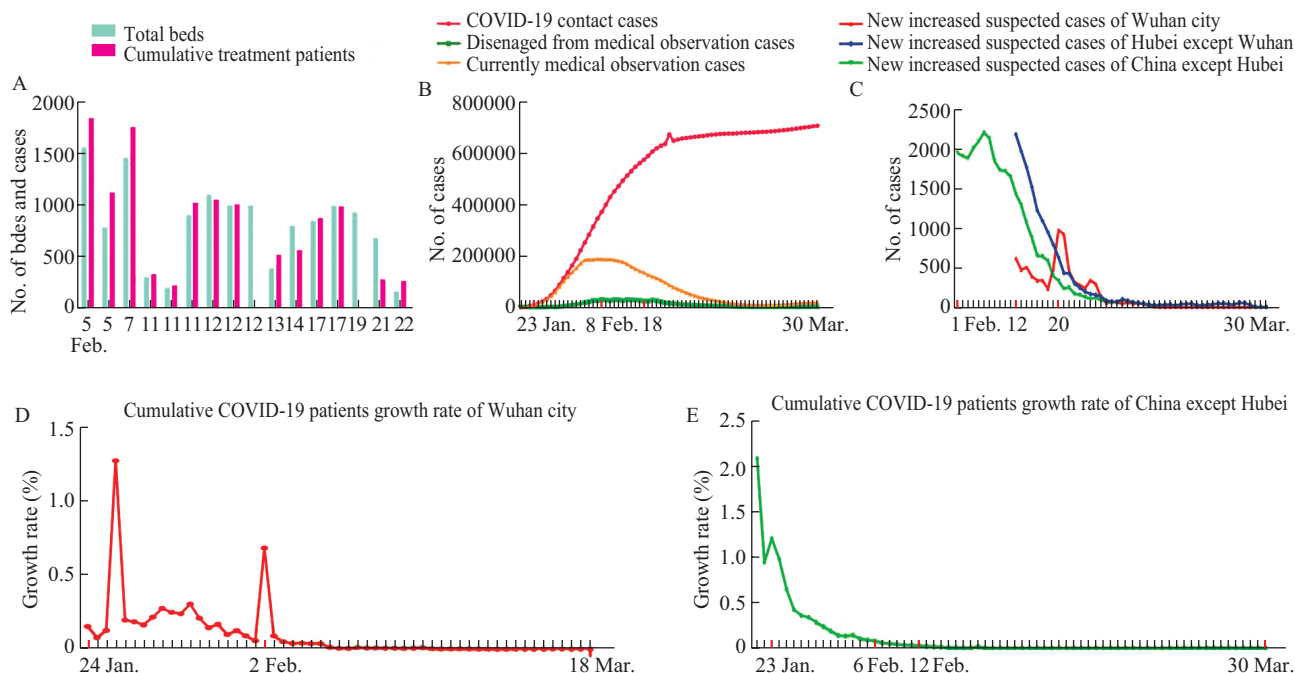 Total beds
Cumulative treatment patients
COVID-19 contact cases
Disenaged from medical observation cases
Currently medical observation cases
New increased suspected cases of Wuhan city
New increased suspected cases of Hubei except Wuhan
New increased suspected cases of China except Hubei
A
No. of bdes and cases
2000
1500
1000
500
0
5 5 7 11 11 11 12 12 12 13 14 17 17 19 21 22
Feb.
B
No. of cases
800000
600000
400000
200000
0
23 Jan. 8 Feb. 18 30 Mar.
C
No. of cases
2500
2000
1500
1000
500
0
1 Feb. 12 20 30 Mar.
D
Cumulative COVID-19 patients growth rate of Wuhan city
Growth rate (%)
1.5
1.0
0.5
0
24 Jan. 2 Feb. 18 Mar.
E
Cumulative COVID-19 patients growth rate of China except Hubei
Growth rate (%)
2.5
2.0
1.5
1.0
0.5
0
23 Jan. 6 Feb. 12 Feb. 30 Mar.